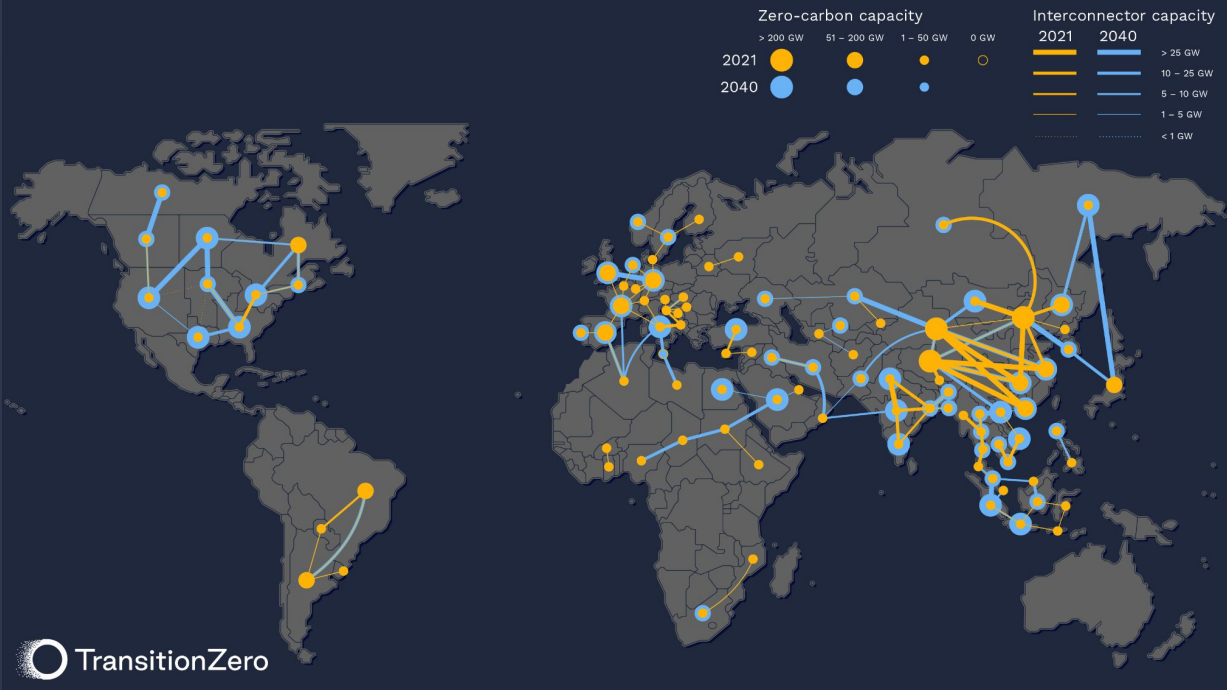 Zero-carbon capacity
> 200 GW 51 – 200 GW 1 – 50 GW 0 GW
2021
2040
Interconnector capacity
2021 2040
> 25 GW
10 – 25 GW
5 – 10 GW
1 – 5 GW
< 1 GW
TransitionZero